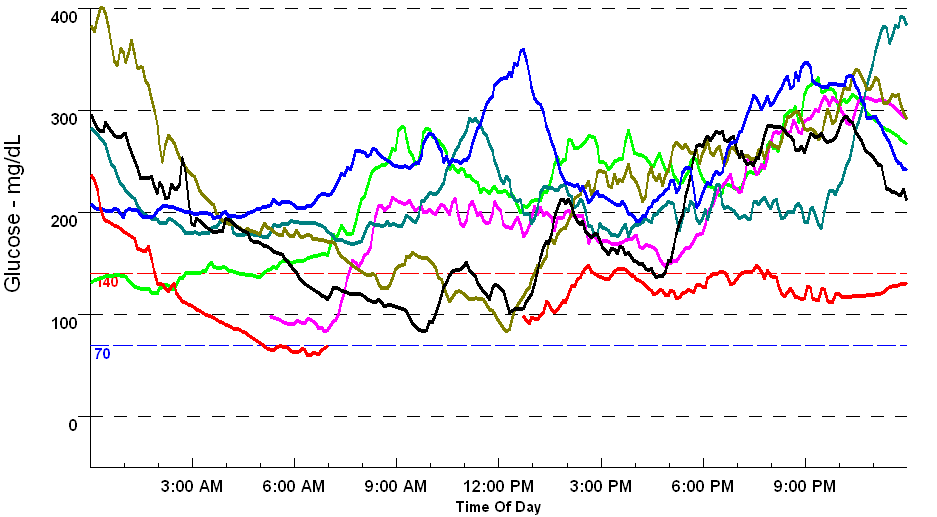 400
300
200
140
100
70
0
Glucose - mg/dL
3:00 AM
6:00 AM
9:00 AM
12:00 PM
3:00 PM
6:00 PM
9:00 PM
Time Of Day